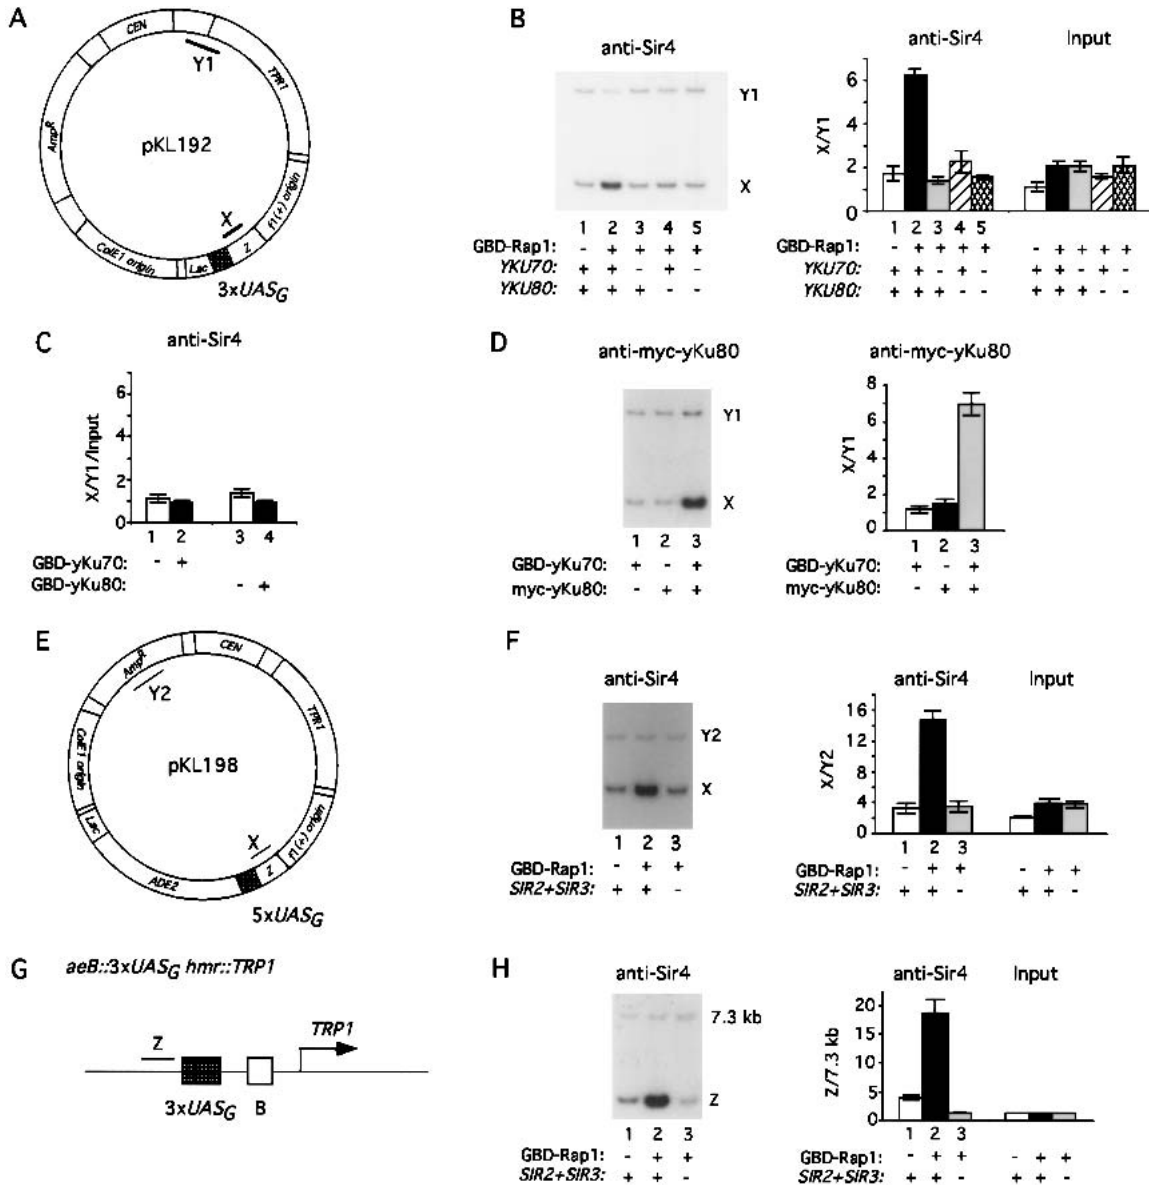 A
CEN
Y1
TPR1
AmpR
pKL192
X
f1(+) origin
Z
Lac
ColE1 origin
3xUASG
B
anti-Sir4
Y1
X
1 2 3 4 5
GBD-Rap1: - + + + +
YKU70: + + - + -
YKU80: + + + - -
anti-Sir4 Input
X/Y1
6
4
2
0
1 2 3 4 5
GBD-Rap1: - + + + + - + + + +
YKU70: + + - + - + + - + -
YKU80: + + + - - + + + - -
C
anti-Sir4
X/Y1/Input
6
4
2
0
1 2 3 4
GBD-yKu70: - +
GBD-yKu80: - +
D
anti-myc-yKu80
Y1
X
1 2 3
GBD-yKu70: + - +
myc-yKu80: - + +
anti-myc-yKu80
X/Y1
8
6
4
2
0
1 2 3
GBD-yKu70: + - +
myc-yKu80: - + +
E
AmpR
CEN
Y2
TPR1
ColE1 origin
pKL198
X
f1(+) origin
Z
Lac
ADE2
5xUASG
F
anti-Sir4
Y2
X
1 2 3
GBD-Rap1: - + +
SIR2+SIR3: + + -
anti-Sir4 Input
X/Y2
16
12
8
4
0
1 2 3
GBD-Rap1: - + + - + +
SIR2+SIR3: + + - + + -
G
aeB::3xUASG hmr::TRP1
Z
TRP1
3xUASG B
H
anti-Sir4
7.3 kb
Z
1 2 3
GBD-Rap1: - + +
SIR2+SIR3: + + -
anti-Sir4 Input
Z/7.3 kb
20
15
10
5
0
1 2 3
GBD-Rap1: - + + - + +
SIR2+SIR3: + + - + + -